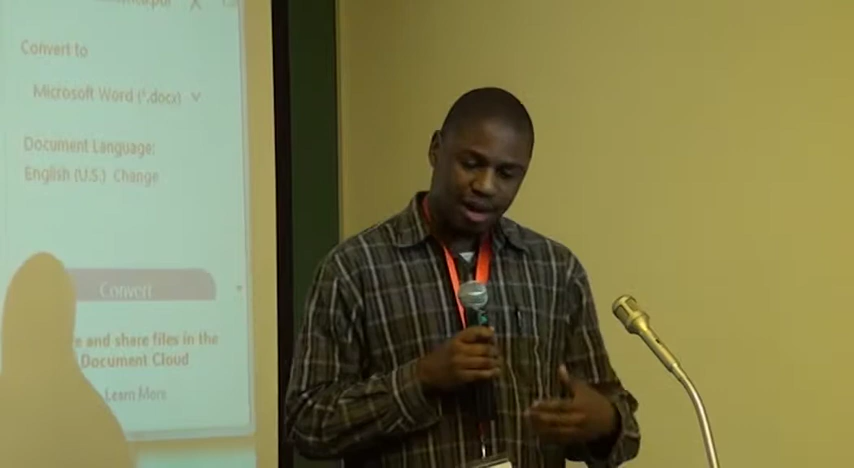 Convert to
Microsoft Word (*.docx)
Document Language:
English (U.S.) Change
Convert
and share files in the
Document Cloud
Learn More